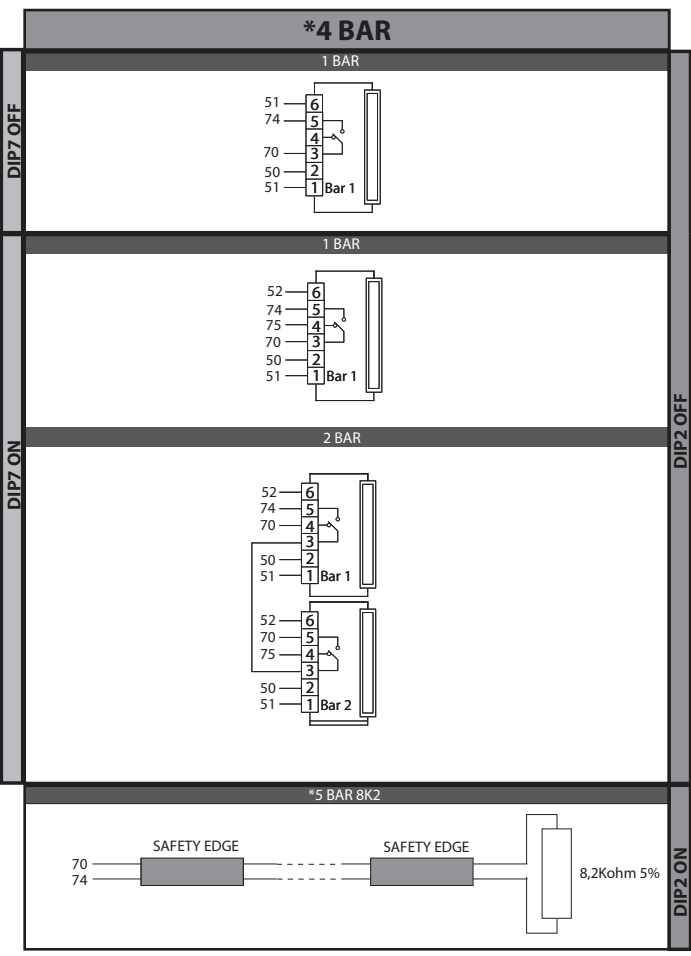 *4 BAR
DIP7 OFF
1 BAR
51 6
74 5
4
70 3
50 2
51 1 Bar 1
DIP7 ON
DIP2 OFF
1 BAR
52 6
74 5
75 4
70 3
50 2
51 1 Bar 1
2 BAR
52 6
74 5
70 4
3
50 2
51 1 Bar 1
52 6
70 5
75 4
3
50 2
51 1 Bar 2
*5 BAR 8K2
DIP2 ON
SAFETY EDGE SAFETY EDGE
70
74
8,2Kohm 5%